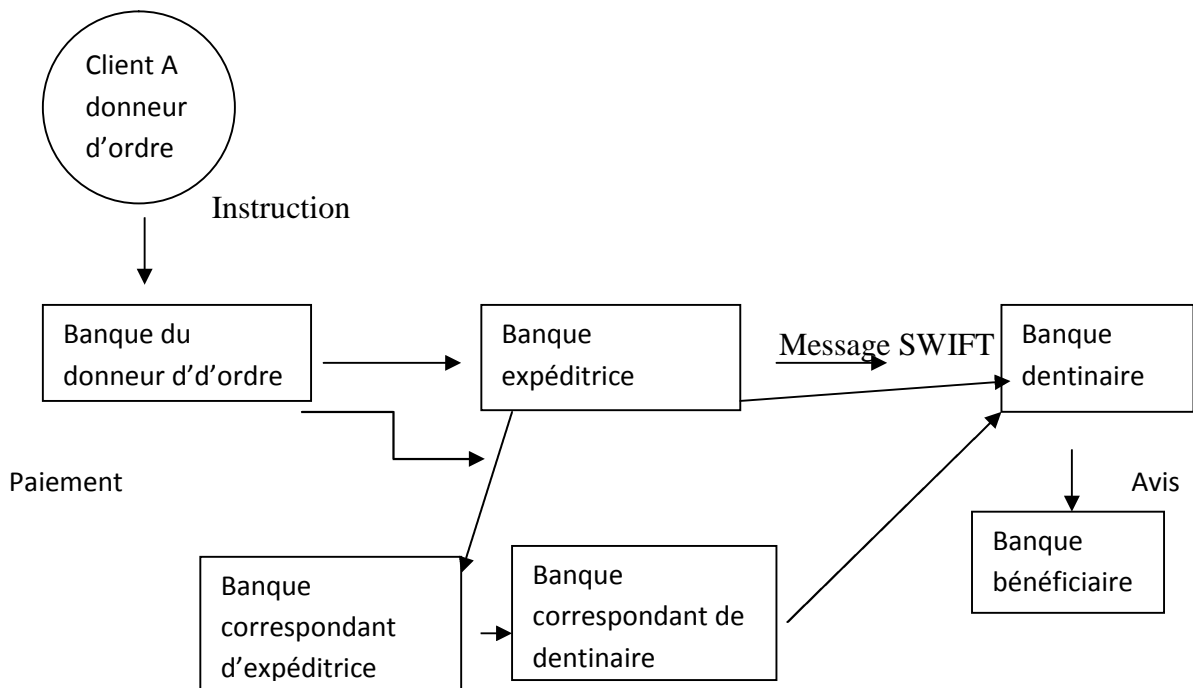 Client A
donneur
d’ordre
Instruction
Banque du
donneur d’d’ordre
Banque
expéditrice
Message SWIFT
Banque
dentinaire
Paiement
Avis
Banque
correspondant
d’expéditrice
Banque
correspondant de
dentinaire
Banque
bénéficiaire